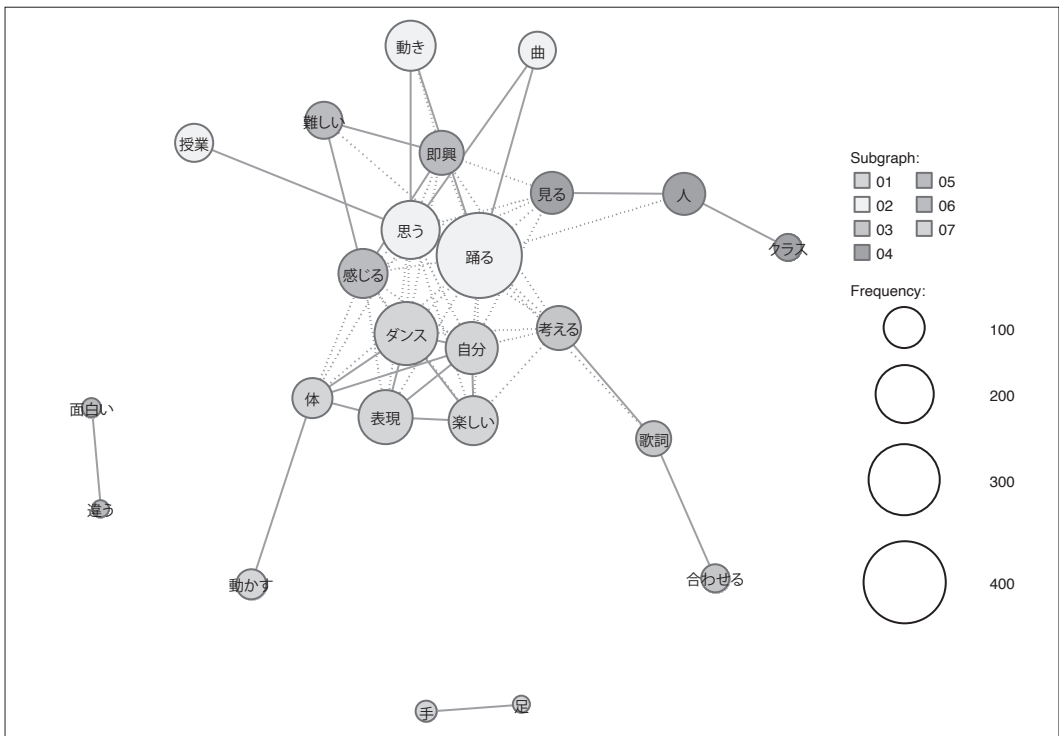 動き
曲
難しい
授業
即興
見る
人
思う
踊る
クラス
感じる
ダンス
自分
考える
体
表現
楽しい
歌詞
面白い
違う
動かす
合わせる
手
足
Subgraph:
01 05
02 06
03 07
04
Frequency:
100
200
300
400